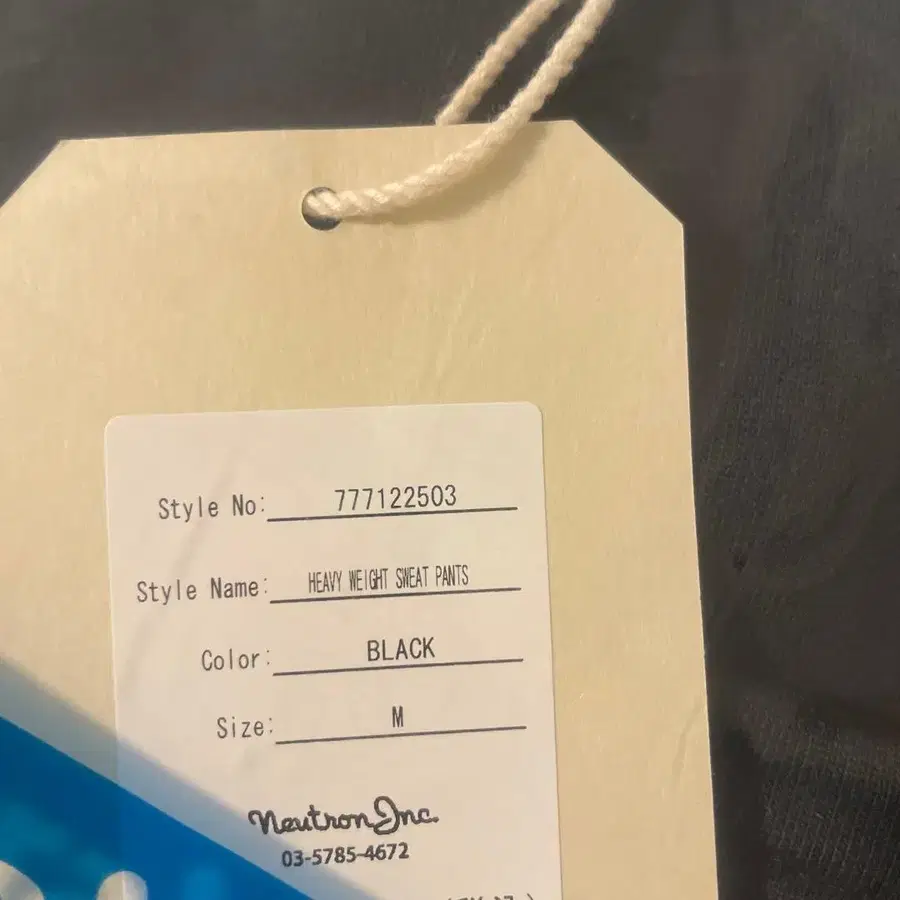 Style No: 777122503
Style Name: HEAVY WEIGHT SWEAT PANTS
Color: BLACK
Size: M
Neutron Inc.
03-5785-4672